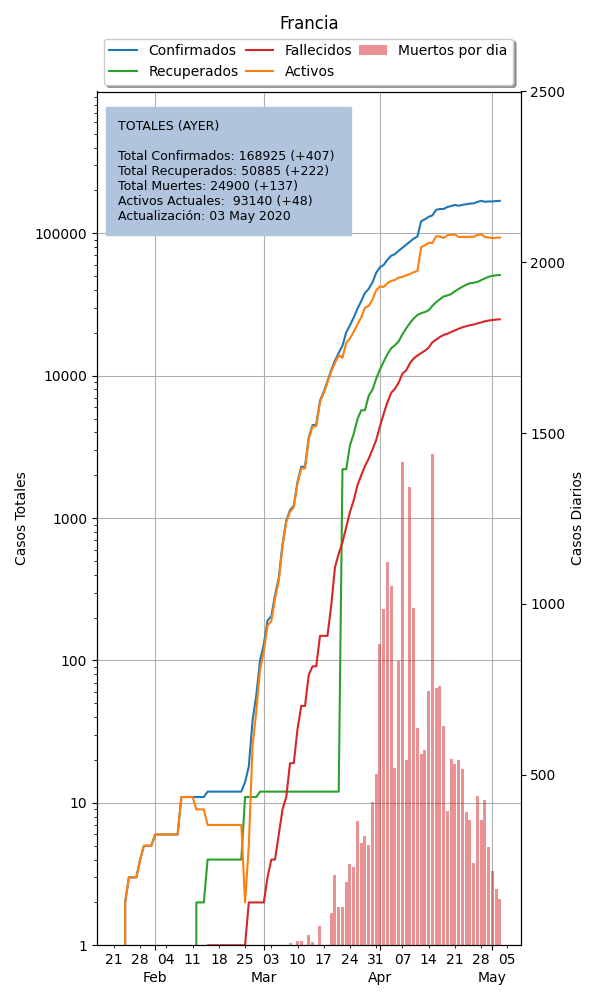 Francia
Confirmados
Fallecidos
Muertos por dia
Recuperados
Activos
TOTALES (AYER)
Total Confirmados: 168925 (+407)
Total Recuperados: 50885 (+222)
Total Muertes: 24900 (+137)
Activos Actuales:  93140 (+48)
Actualización: 03 May 2020
Casos Totales
100000
10000
1000
100
10
1
Casos Diarios
2500
2000
1500
1000
500
21 28 04 11 18 25 03 10 17 24 31 07 14 21 28 05
Feb Mar Apr May